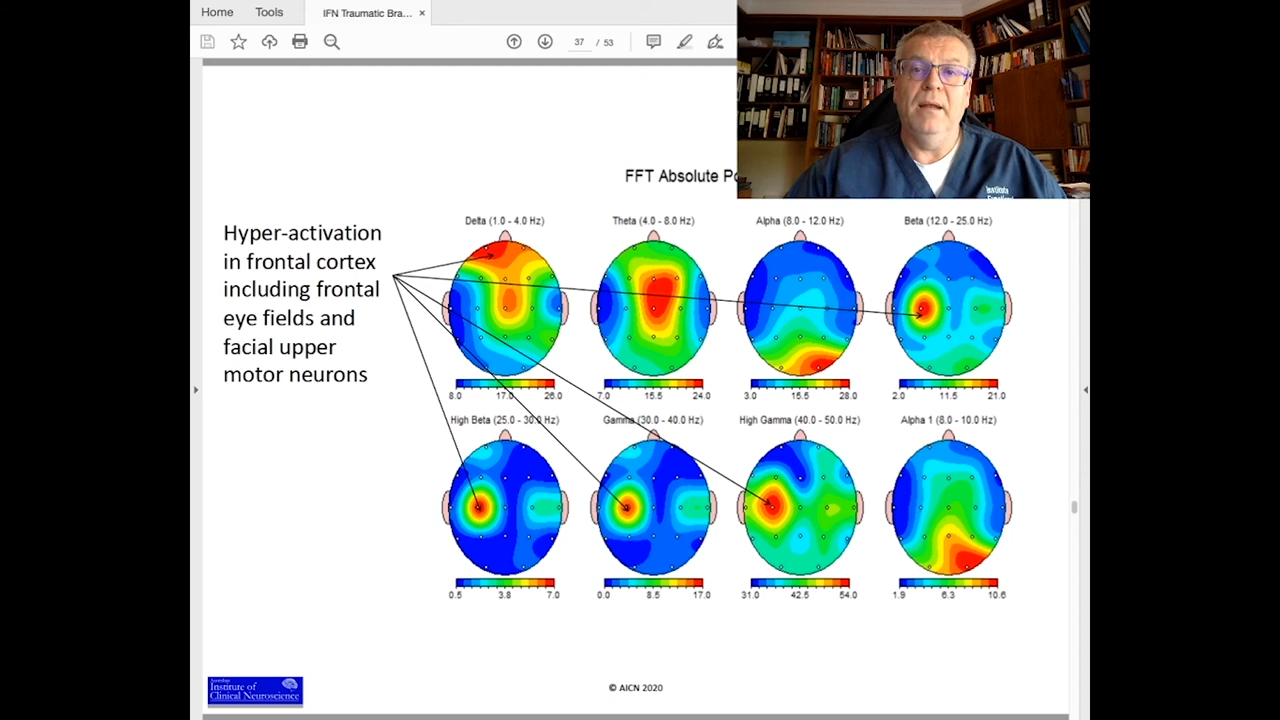 Home Tools IFN Traumatic Bra... ×
37 / 53
Institute
FFT Absolute Po
Hyper-activation
in frontal cortex
including frontal
eye fields and
facial upper
motor neurons
Delta (1.0 - 4.0 Hz) Theta (4.0 - 8.0 Hz) Alpha (8.0 - 12.0 Hz) Beta (12.0 - 25.0 Hz)
8.0 17.0 26.0 7.0 15.5 24.0 3.0 15.5 28.0 2.0 11.5 21.0
High Beta (25.0 - 30.0 Hz) Gamma (30.0 - 40.0 Hz) High Gamma (40.0 - 50.0 Hz) Alpha 1 (8.0 - 10.0 Hz)
0.5 3.8 7.0 0.0 8.5 17.0 31.0 42.5 54.0 1.9 6.3 10.6
Institute of
Clinical Neuroscience
© AICN 2020